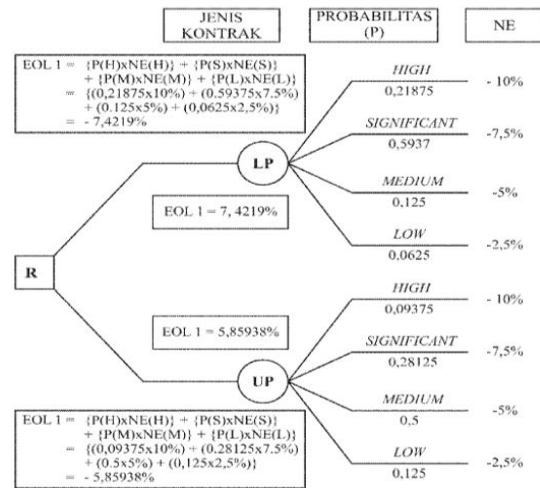 JENIS
KONTRAK
PROBABILITAS
(P)
NE
EOL 1 = {P(H)xNE(H)} + {P(S)xNE(S)}
+ {P(M)xNE(M)} + {P(L)xNE(L)}
= {(0,21875x10%) + (0.59375x7.5%)
+ (0.125x5%) + (0,0625x2,5%)}
= - 7,4219%
HIGH
0,21875
- 10%
SIGNIFICANT
0,5937
-7,5%
LP
MEDIUM
0,125
-5%
EOL 1 = 7, 4219%
LOW
0,0625
-2,5%
R
HIGH
0,09375
- 10%
EOL 1 = 5,85938%
SIGNIFICANT
0,28125
-7,5%
UP
MEDIUM
0,5
-5%
EOL 1 = {P(H)xNE(H)} + {P(S)xNE(S)}
+ {P(M)xNE(M)} + {P(L)xNE(L)}
= {(0,09375x10%) + (0.28125x7.5%)
+ (0.5x5%) + (0,125x2,5%)}
= - 5,85938%
LOW
0,125
-2,5%